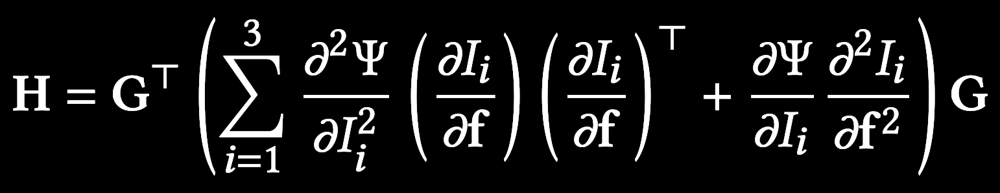 H = G^⊤ ( ∑_{i=1}^{3} ∂²Ψ/∂I_i² (∂I_i/∂f) (∂I_i/∂f)^⊤ + ∂Ψ/∂I_i ∂²I_i/∂f² ) G